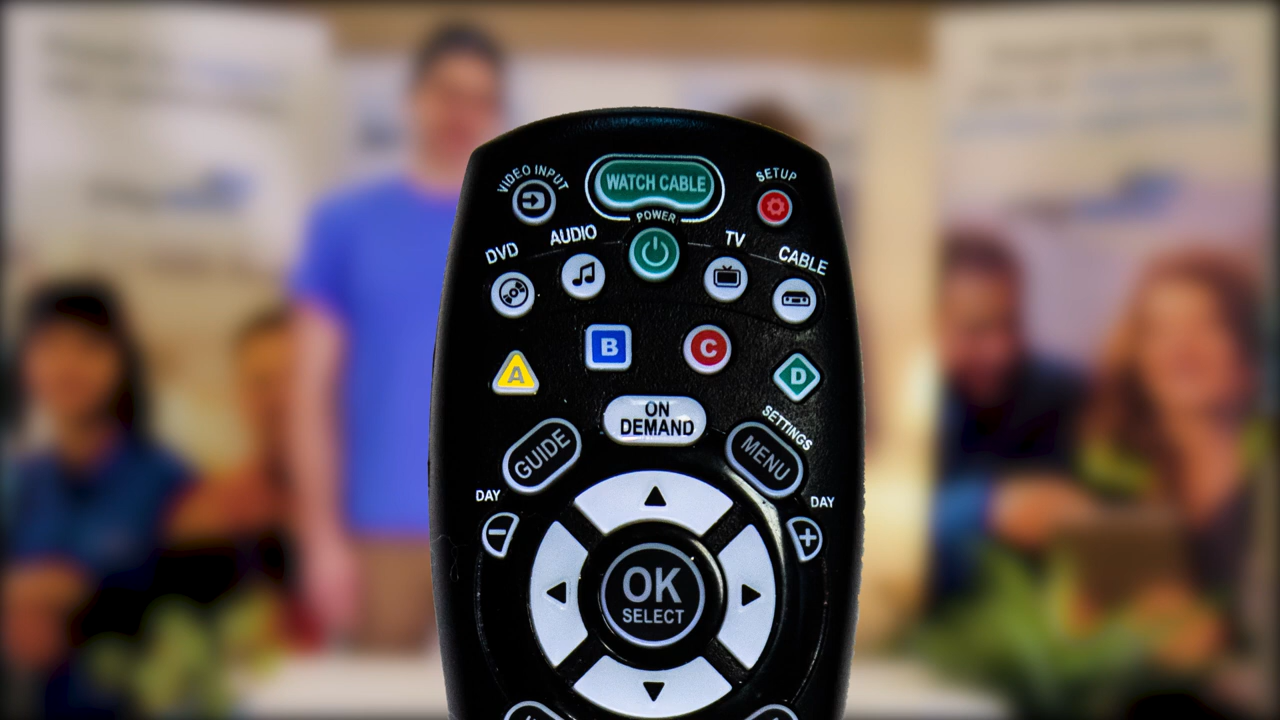 VIDEO INPUT
WATCH CABLE
SETUP
POWER
DVD
AUDIO
TV
CABLE
A
B
C
D
ON
DEMAND
GUIDE
SETTINGS
MENU
DAY
DAY
OK
SELECT